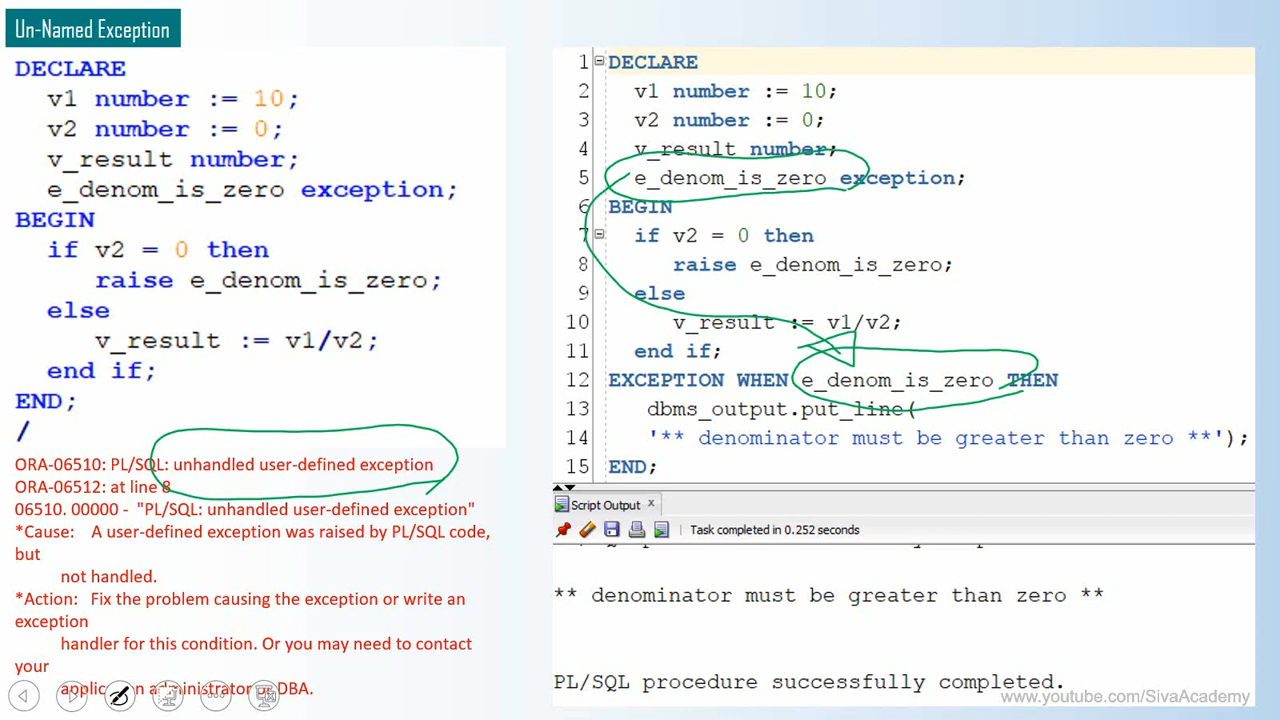 Un-Named Exception
DECLARE
v1 number := 10;
v2 number := 0;
v_result number;
e_denom_is_zero exception;
BEGIN
if v2 = 0 then
raise e_denom_is_zero;
else
v_result := v1/v2;
end if;
END;
/
ORA-06510: PL/SQL: unhandled user-defined exception
ORA-06512: at line 8
06510. 00000 - "PL/SQL: unhandled user-defined exception"
*Cause: A user-defined exception was raised by PL/SQL code,
but
not handled.
*Action: Fix the problem causing the exception or write an
exception
handler for this condition. Or you may need to contact
your
application administrator or DBA.
1 DECLARE
2 v1 number := 10;
3 v2 number := 0;
4 v_result number;
5 e_denom_is_zero exception;
6 BEGIN
7 if v2 = 0 then
8 raise e_denom_is_zero;
9 else
10 v_result := v1/v2;
11 end if;
12 EXCEPTION WHEN e_denom_is_zero THEN
13 dbms_output.put_line(
14 '** denominator must be greater than zero **');
15 END;
Script Output x
Task completed in 0.252 seconds
** denominator must be greater than zero **
PL/SQL procedure successfully completed.
www.youtube.com/SivaAcademy